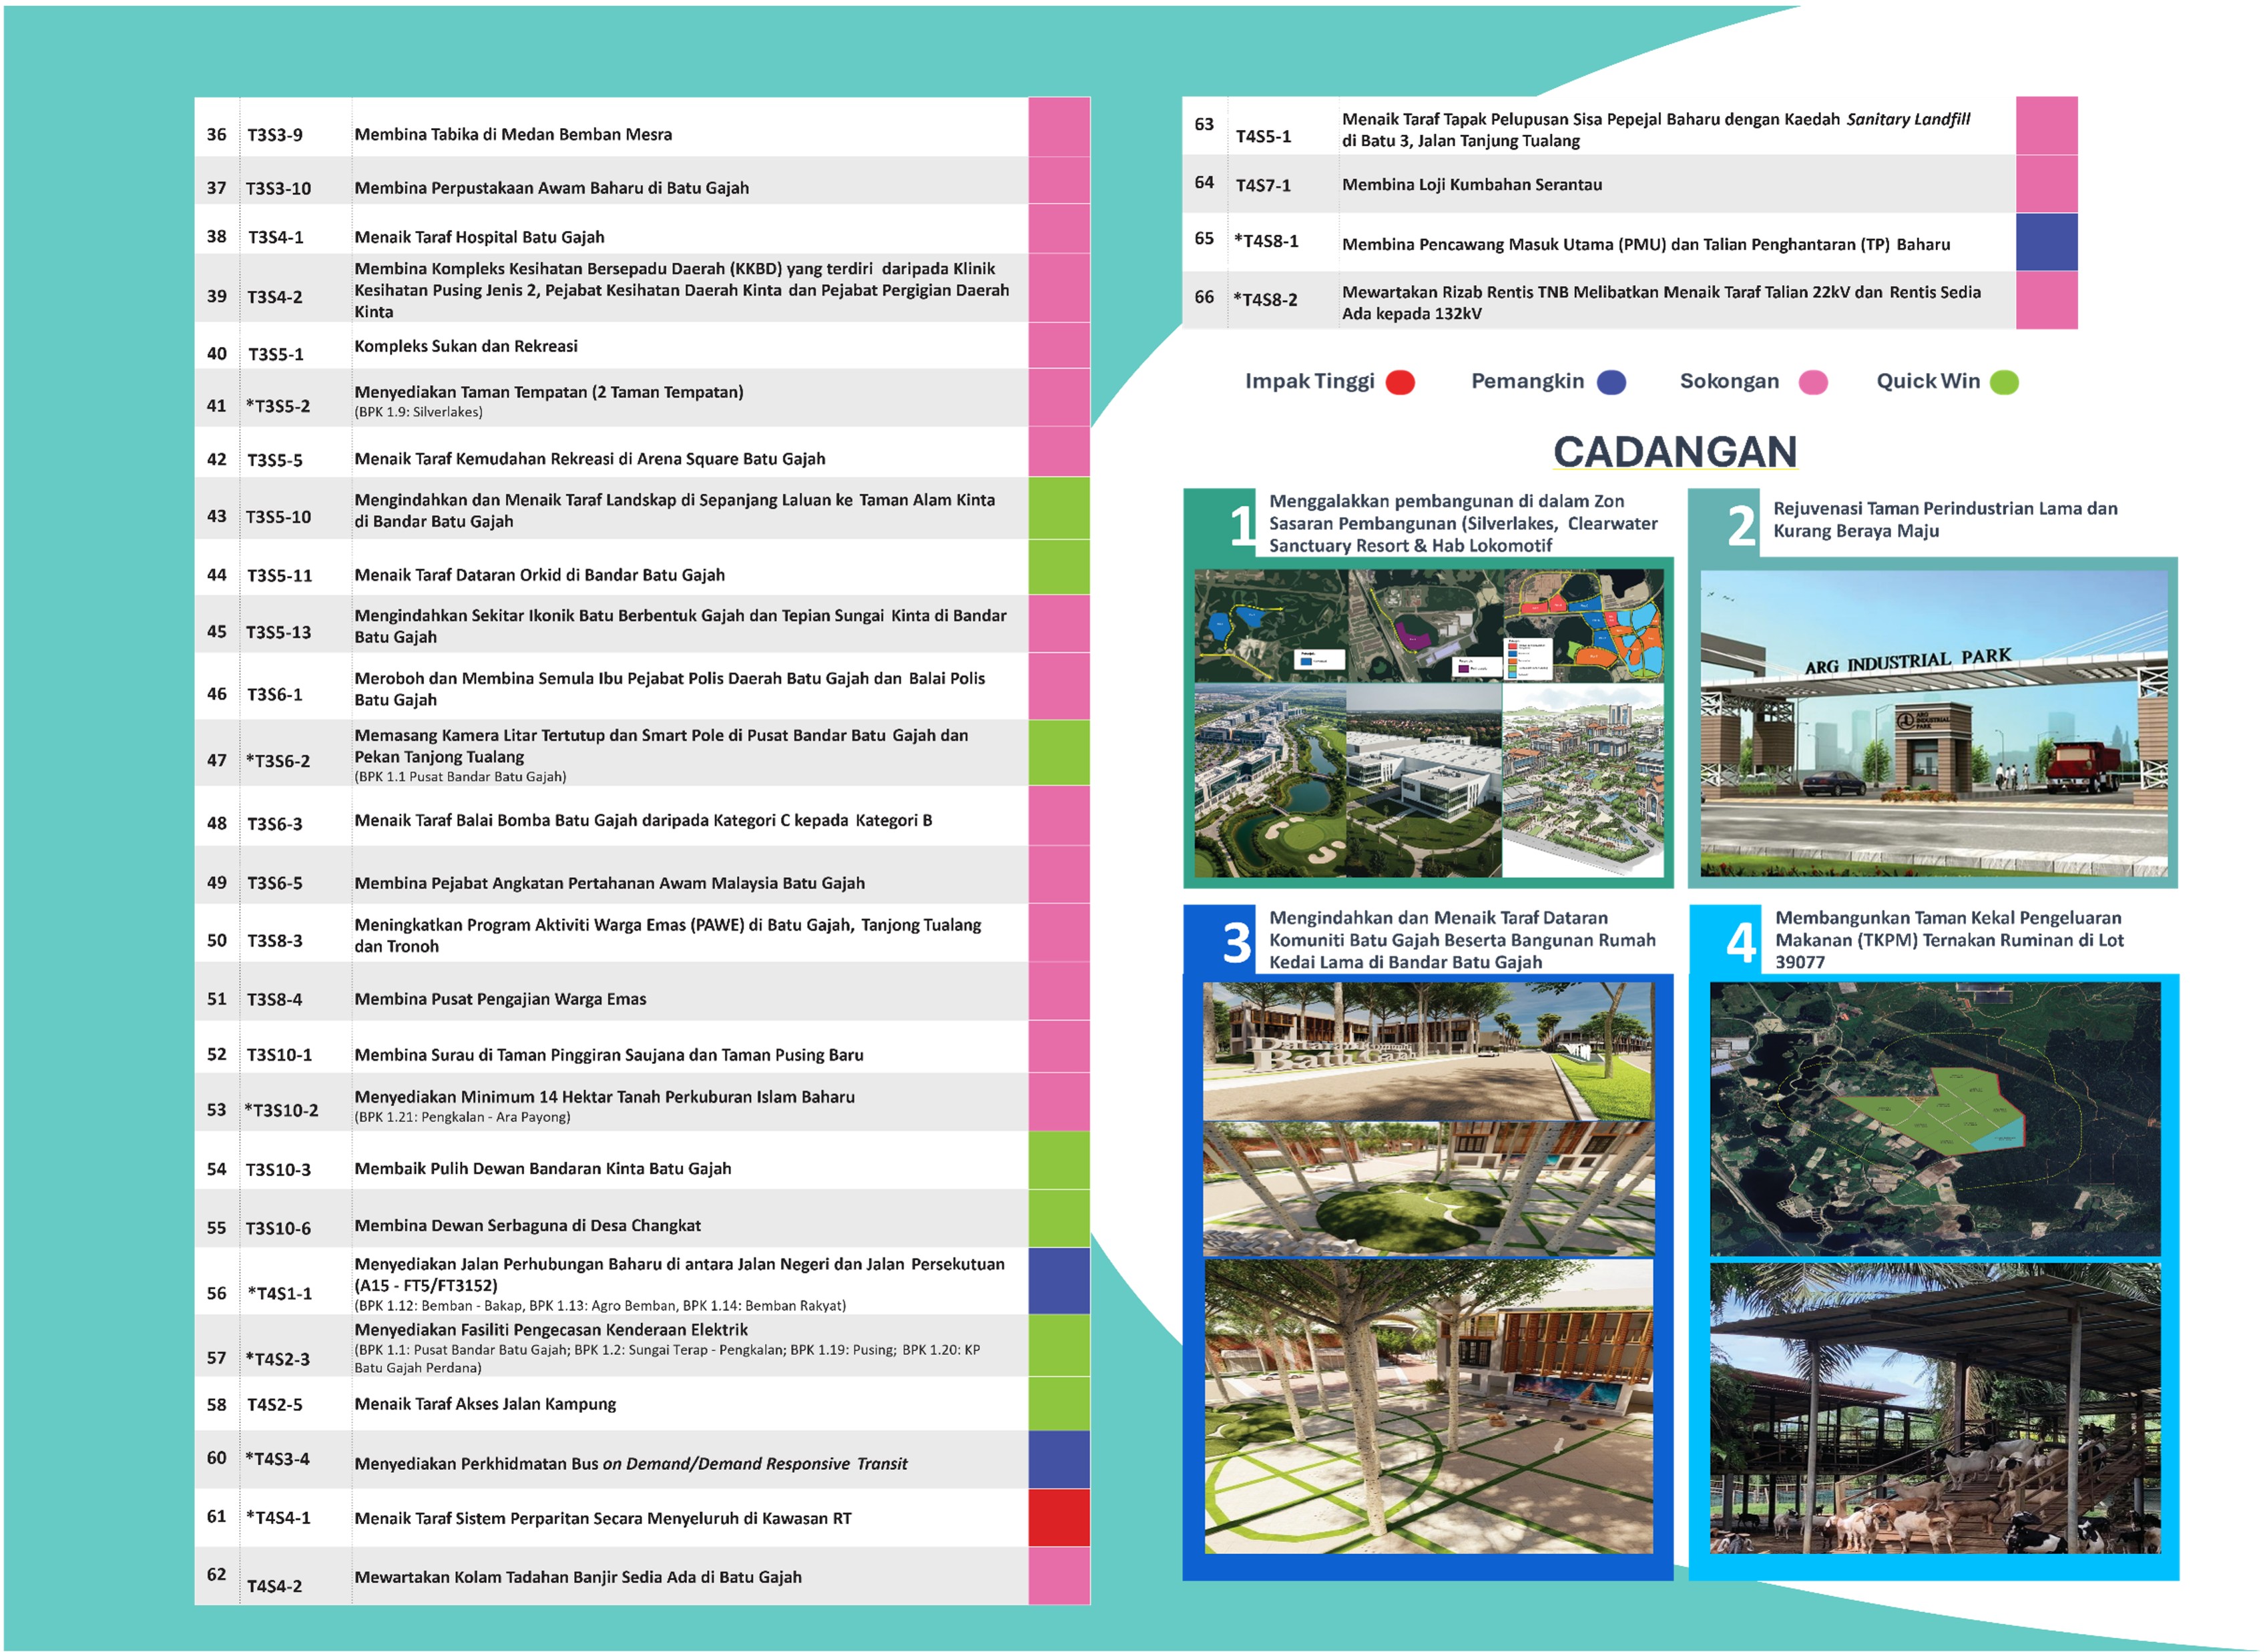 36 T3S3-9 Membina Tabika di Medan Bemban Mesra
37 T3S3-10 Membina Perpustakaan Awam Baharu di Batu Gajah
38 T3S4-1 Menaik Taraf Hospital Batu Gajah
39 T3S4-2 Membina Kompleks Kesihatan Bersepadu Daerah (KKBD) yang terdiri daripada Klinik
Kesihatan Pusing Jenis 2, Pejabat Kesihatan Daerah Kinta dan Pejabat Pergigian Daerah
Kinta
40 T3S5-1 Kompleks Sukan dan Rekreasi
41 *T3S5-2 Menyediakan Taman Tempatan (2 Taman Tempatan)
(BPK 1.9: Silverlakes)
42 T3S5-5 Menaik Taraf Kemudahan Rekreasi di Arena Square Batu Gajah
43 T3S5-10 Mengindahkan dan Menaik Taraf Landskap di Sepanjang Laluan ke Taman Alam Kinta
di Bandar Batu Gajah
44 T3S5-11 Menaik Taraf Dataran Orkid di Bandar Batu Gajah
45 T3S5-13 Mengindahkan Sekitar Ikonik Batu Berbentuk Gajah dan Tepian Sungai Kinta di Bandar
Batu Gajah
46 T3S6-1 Meroboh dan Membina Semula Ibu Pejabat Polis Daerah Batu Gajah dan Balai Polis
Batu Gajah
47 *T3S6-2 Memasang Kamera Litar Tertutup dan Smart Pole di Pusat Bandar Batu Gajah dan
Pekan Tanjong Tualang
(BPK 1.1 Pusat Bandar Batu Gajah)
48 T3S6-3 Menaik Taraf Balai Bomba Batu Gajah daripada Kategori C kepada Kategori B
49 T3S6-5 Membina Pejabat Angkatan Pertahanan Awam Malaysia Batu Gajah
50 T3S8-3 Meningkatkan Program Aktiviti Warga Emas (PAWE) di Batu Gajah, Tanjong Tualang
dan Tronoh
51 T3S8-4 Membina Pusat Pengajian Warga Emas
52 T3S10-1 Membina Surau di Taman Pinggiran Saujana dan Taman Pusing Baru
53 *T3S10-2 Menyediakan Minimum 14 Hektar Tanah Perkuburan Islam Baharu
(BPK 1.21: Pengkalan - Ara Payong)
54 T3S10-3 Membaik Pulih Dewan Bandaran Kinta Batu Gajah
55 T3S10-6 Membina Dewan Serbaguna di Desa Changkat
56 *T4S1-1 Menyediakan Jalan Perhubungan Baharu di antara Jalan Negeri dan Jalan Persekutuan
(A15 - FT5/FT3152)
(BPK 1.12: Bemban - Bakap, BPK 1.13: Agro Bemban, BPK 1.14: Bemban Rakyat)
57 *T4S2-3 Menyediakan Fasiliti Pengecasan Kenderaan Elektrik
(BPK 1.1: Pusat Bandar Batu Gajah; BPK 1.2: Sungai Terap - Pengkalan; BPK 1.19: Pusing; BPK 1.20: KP
Batu Gajah Perdana)
58 T4S2-5 Menaik Taraf Akses Jalan Kampung
60 *T4S3-4 Menyediakan Perkhidmatan Bus on Demand/Demand Responsive Transit
61 *T4S4-1 Menaik Taraf Sistem Perparitan Secara Menyeluruh di Kawasan RT
62 T4S4-2 Mewartakan Kolam Tadahan Banjir Sedia Ada di Batu Gajah
63 T4S5-1 Menaik Taraf Tapak Pelupusan Sisa Pepejal Baharu dengan Kaedah Sanitary Landfill
di Batu 3, Jalan Tanjung Tualang
64 T4S7-1 Membina Loji Kumbahan Serantau
65 *T4S8-1 Membina Pencawang Masuk Utama (PMU) dan Talian Penghantaran (TP) Baharu
66 *T4S8-2 Mewartakan Rizab Rentis TNB Melibatkan Menaik Taraf Talian 22kV dan Rentis Sedia
Ada kepada 132kV
Impak Tinggi Pemangkin Sokongan Quick Win
CADANGAN
1 Menggalakkan pembangunan di dalam Zon
Sasaran Pembangunan (Silverlakes, Clearwater
Sanctuary Resort & Hab Lokomotif
2 Rejuvenasi Taman Perindustrian Lama dan
Kurang Beraya Maju
ARG INDUSTRIAL PARK
ARG
INDUSTRIAL
PARK
3 Mengindahkan dan Menaik Taraf Dataran
Komuniti Batu Gajah Beserta Bangunan Rumah
Kedai Lama di Bandar Batu Gajah
Dataran Komuniti
Batu Gajah
4 Membangunkan Taman Kekal Pengeluaran
Makanan (TKPM) Ternakan Ruminan di Lot
39077